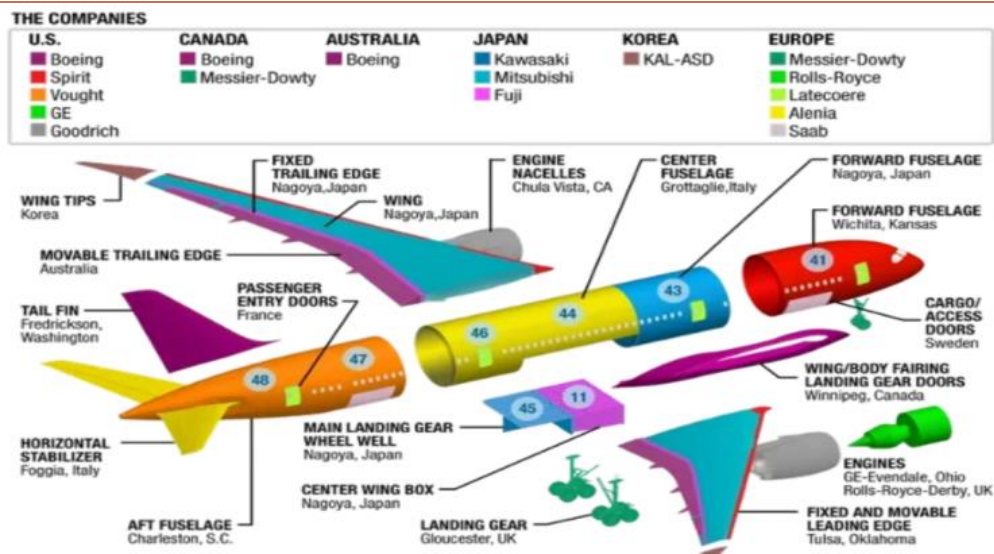 THE COMPANIES
U.S.
Boeing
Spirit
Vought
GE
Goodrich
CANADA
Boeing
Messier-Dowty
AUSTRALIA
Boeing
JAPAN
Kawasaki
Mitsubishi
Fuji
KOREA
KAL-ASD
EUROPE
Messier-Dowty
Rolls-Royce
Latecoere
Alenia
Saab
WING TIPS
Korea
FIXED
TRAILING EDGE
Nagoya,Japan
WING
Nagoya,Japan
ENGINE
NACELLES
Chula Vista, CA
CENTER
FUSELAGE
Grottaglie,Italy
FORWARD FUSELAGE
Nagoya, Japan
FORWARD FUSELAGE
Wichita, Kansas
MOVABLE TRAILING EDGE
Australia
PASSENGER
ENTRY DOORS
France
TAIL FIN
Fredrickson,
Washington
41
43
44
46
47
48
CARGO/
ACCESS
DOORS
Sweden
WING/BODY FAIRING
LANDING GEAR DOORS
Winnipeg, Canada
45
11
HORIZONTAL
STABILIZER
Foggia, Italy
MAIN LANDING GEAR
WHEEL WELL
Nagoya, Japan
CENTER WING BOX
Nagoya, Japan
AFT FUSELAGE
Charleston, S.C.
LANDING GEAR
Gloucester, UK
ENGINES
GE-Evendale, Ohio
Rolls-Royce-Derby, UK
FIXED AND MOVABLE
LEADING EDGE
Tulsa, Oklahoma